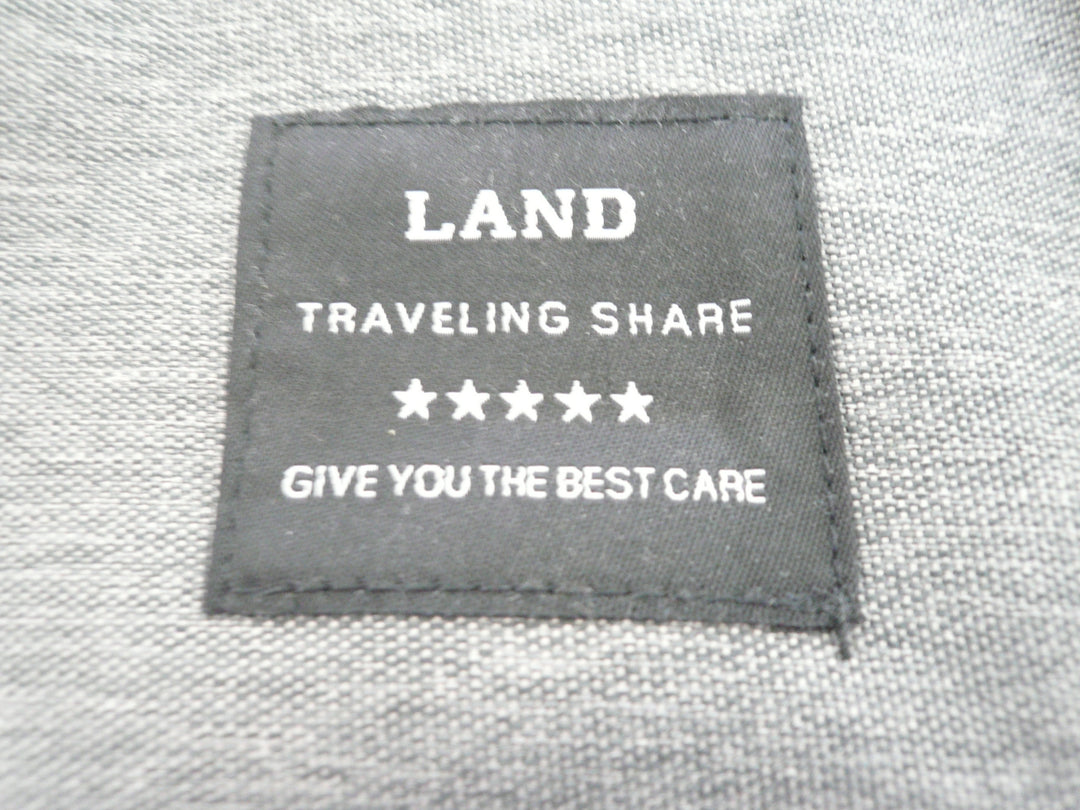 LAND
TRAVELING SHARE
★★★★★
GIVE YOU THE BEST CARE